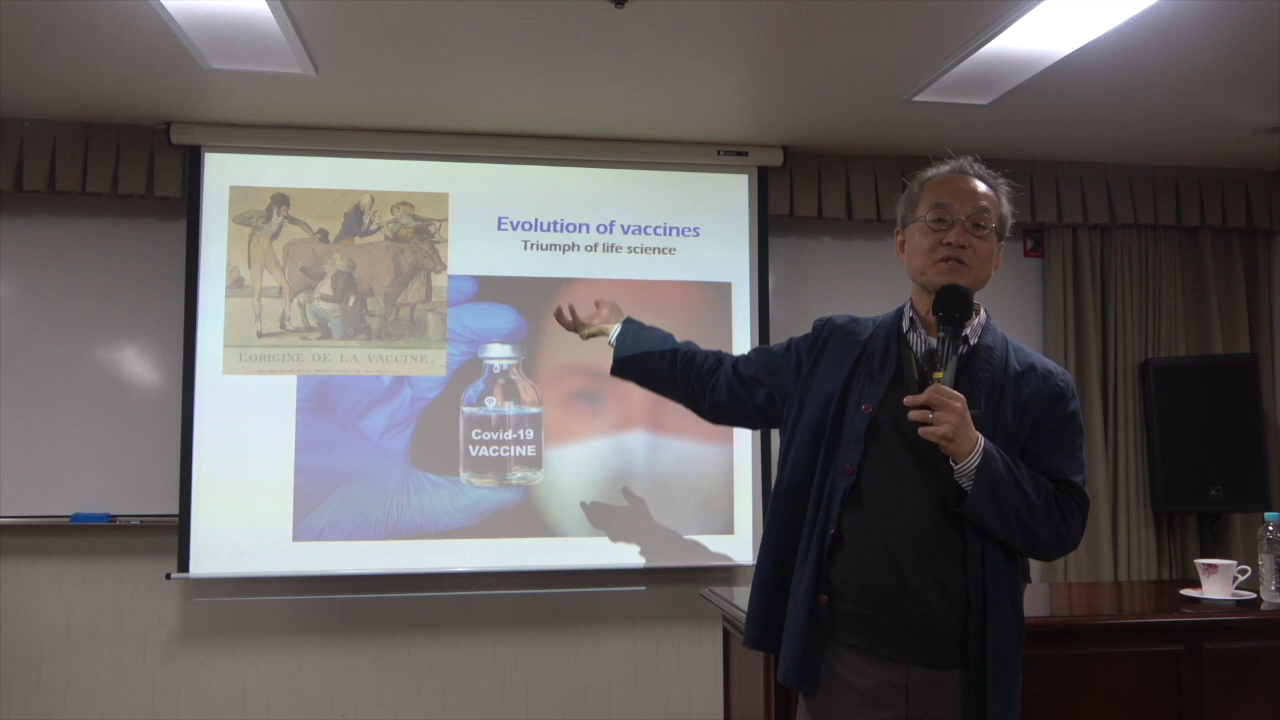 Evolution of vaccines
Triumph of life science
L'ORIGINE DE LA VACCINE.
Covid-19
VACCINE